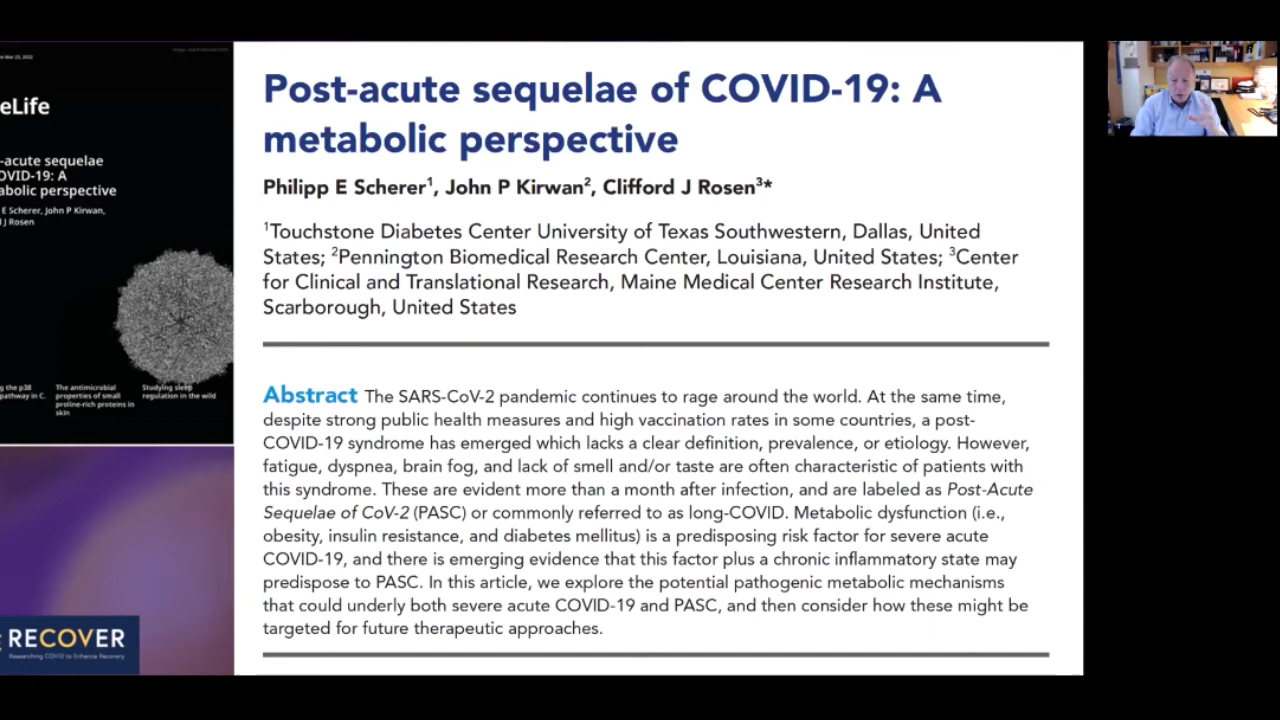 Mar 23, 2022
eLife
-acute sequelae
OVID-19: A
abolic perspective
E Scherer, John P Kirwan,
J Rosen
g the p38
pathway in C.
The antimicrobial
properties of small
proline-rich proteins in
skin
Studying sleep
regulation in the wild
RECOVER
Researching COVID to Enhance Recovery
Post-acute sequelae of COVID-19: A
metabolic perspective
Philipp E Scherer1, John P Kirwan2, Clifford J Rosen3*
1Touchstone Diabetes Center University of Texas Southwestern, Dallas, United
States; 2Pennington Biomedical Research Center, Louisiana, United States; 3Center
for Clinical and Translational Research, Maine Medical Center Research Institute,
Scarborough, United States
Abstract The SARS-CoV-2 pandemic continues to rage around the world. At the same time,
despite strong public health measures and high vaccination rates in some countries, a post-
COVID-19 syndrome has emerged which lacks a clear definition, prevalence, or etiology. However,
fatigue, dyspnea, brain fog, and lack of smell and/or taste are often characteristic of patients with
this syndrome. These are evident more than a month after infection, and are labeled as Post-Acute
Sequelae of CoV-2 (PASC) or commonly referred to as long-COVID. Metabolic dysfunction (i.e.,
obesity, insulin resistance, and diabetes mellitus) is a predisposing risk factor for severe acute
COVID-19, and there is emerging evidence that this factor plus a chronic inflammatory state may
predispose to PASC. In this article, we explore the potential pathogenic metabolic mechanisms
that could underly both severe acute COVID-19 and PASC, and then consider how these might be
targeted for future therapeutic approaches.